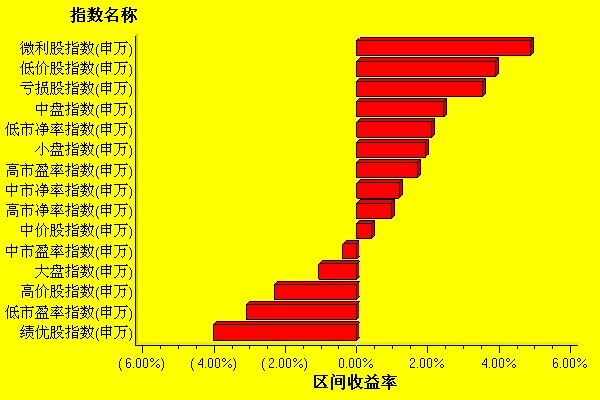 指数名称
微利股指数(申万)
低价股指数(申万)
亏损股指数(申万)
中盘指数(申万)
低市净率指数(申万)
小盘指数(申万)
高市盈率指数(申万)
中市净率指数(申万)
高市净率指数(申万)
中价股指数(申万)
中市盈率指数(申万)
大盘指数(申万)
高价股指数(申万)
低市盈率指数(申万)
绩优股指数(申万)
(6.00%) (4.00%) (2.00%) 0.00% 2.00% 4.00% 6.00%
区间收益率